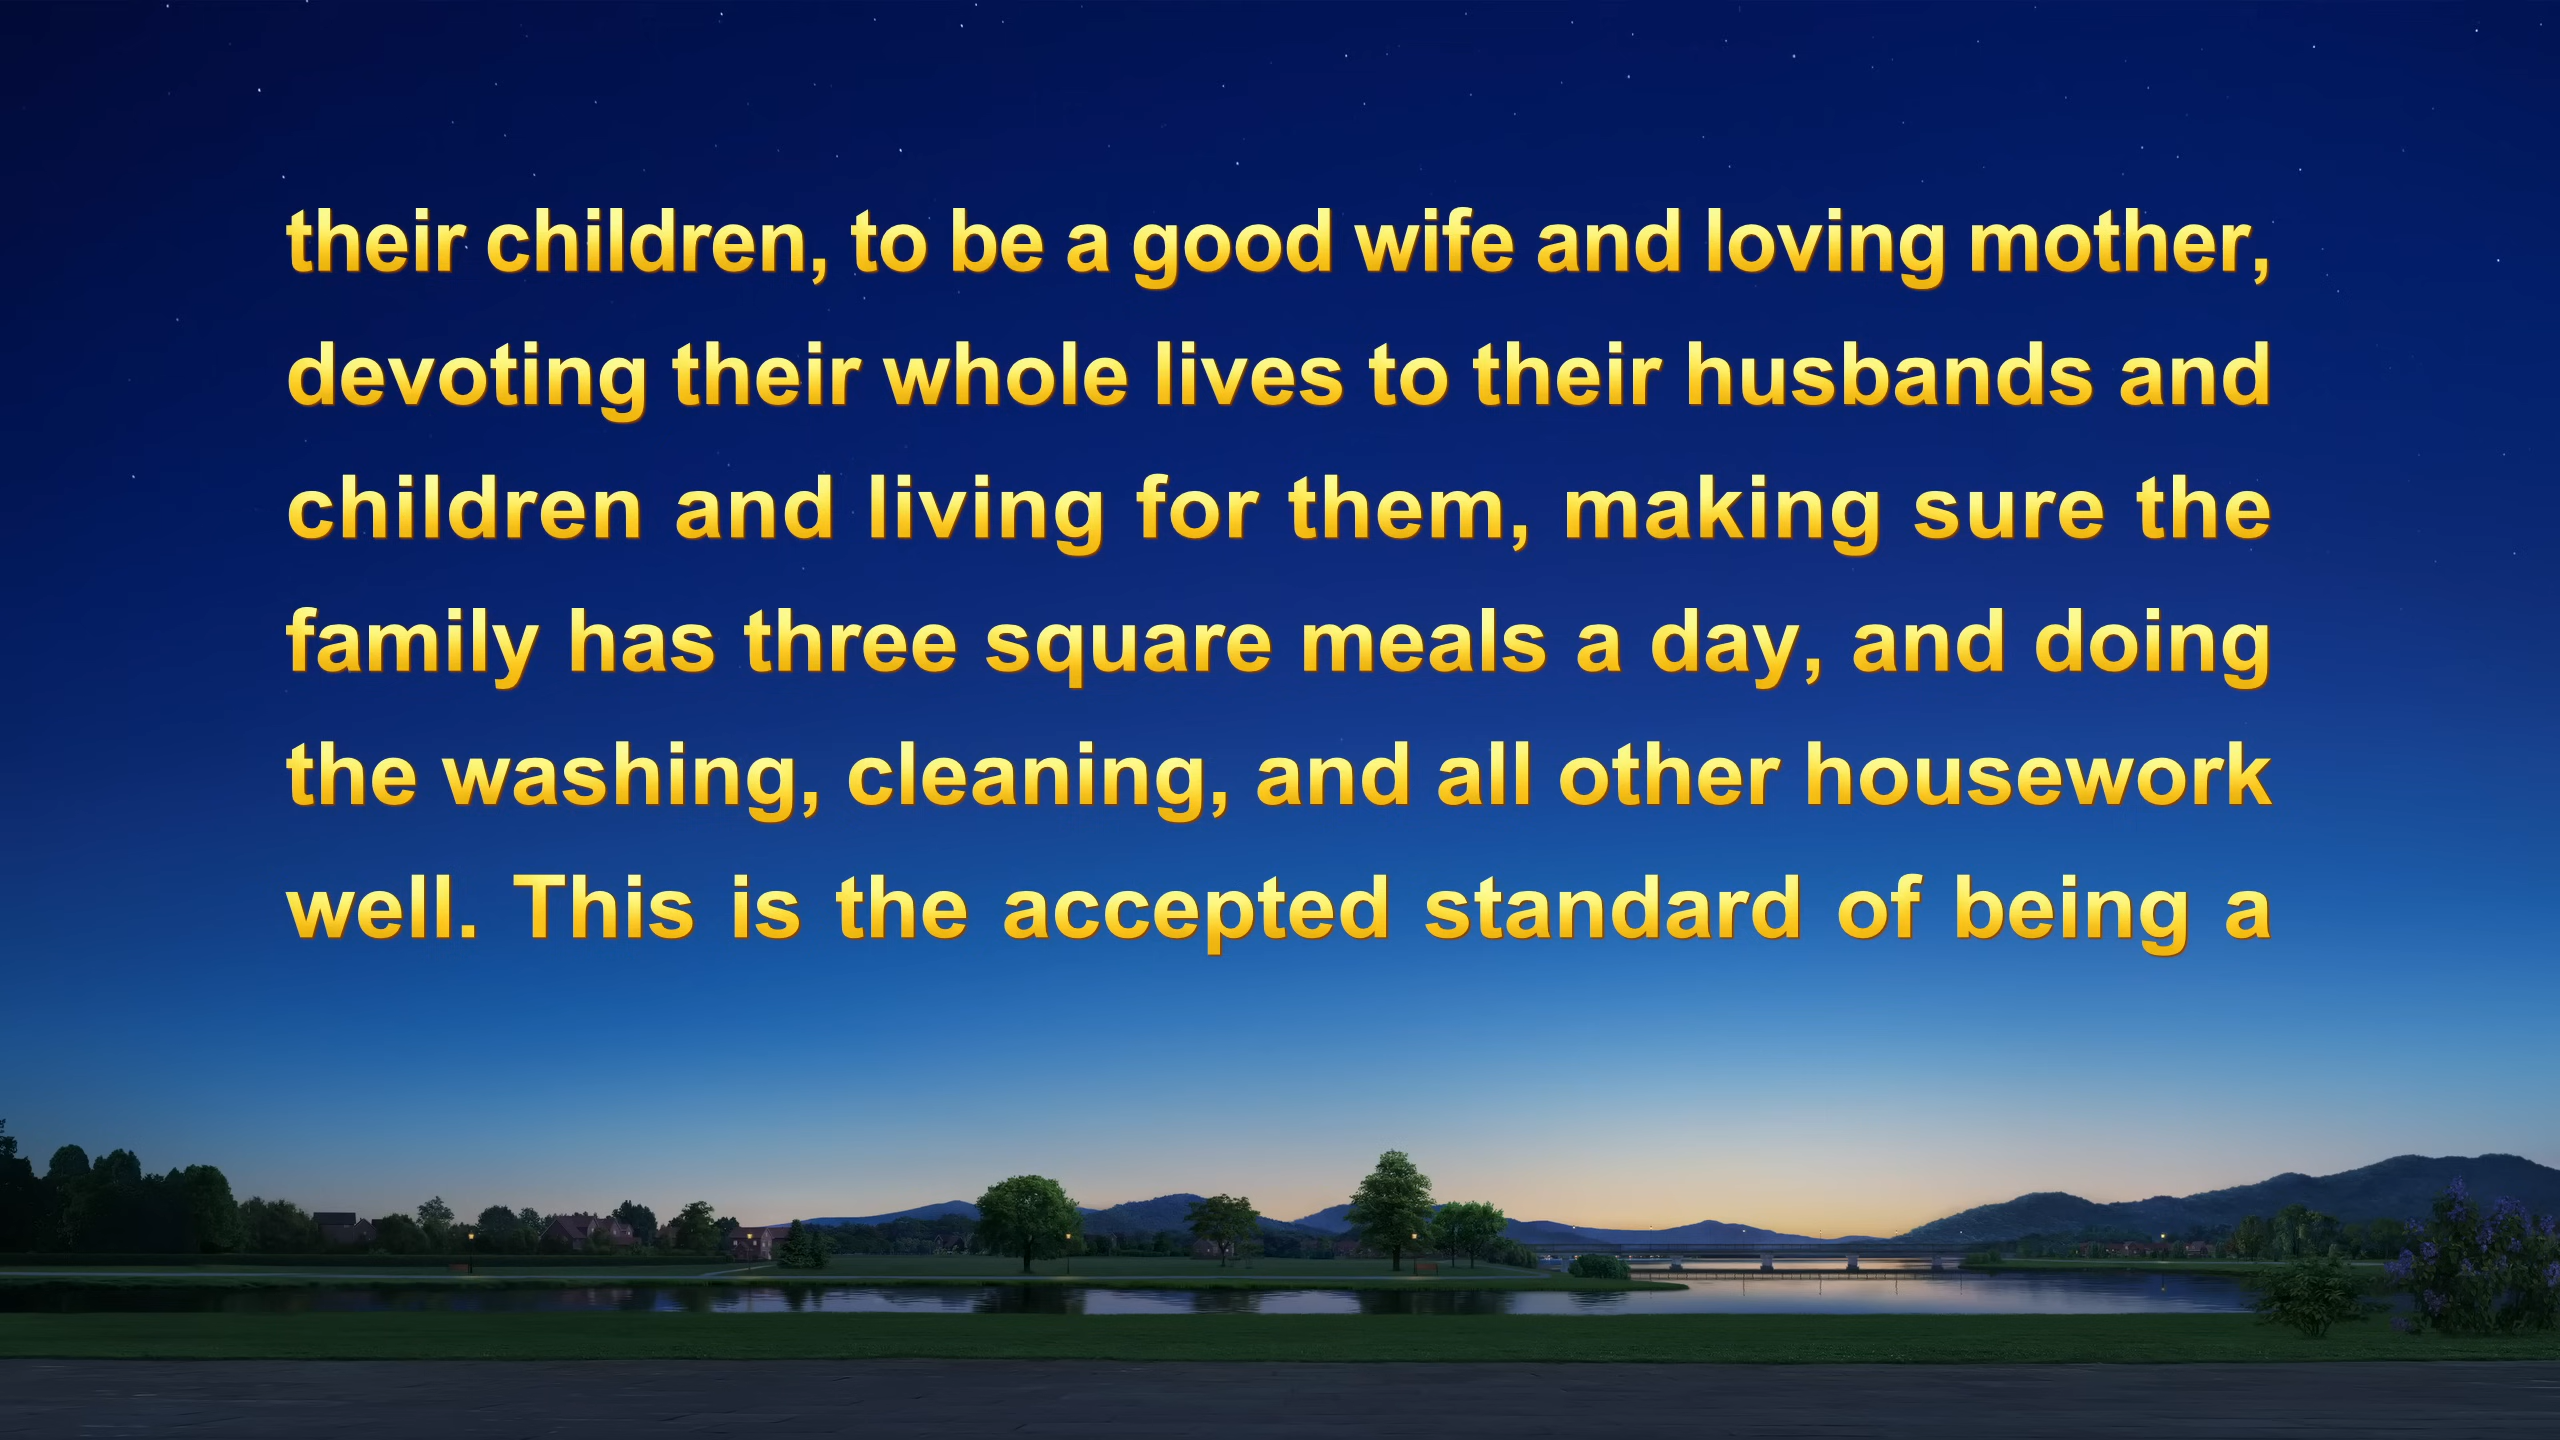 their children, to be a good wife and loving mother,
devoting their whole lives to their husbands and
children and living for them, making sure the
family has three square meals a day, and doing
the washing, cleaning, and all other housework
well. This is the accepted standard of being a